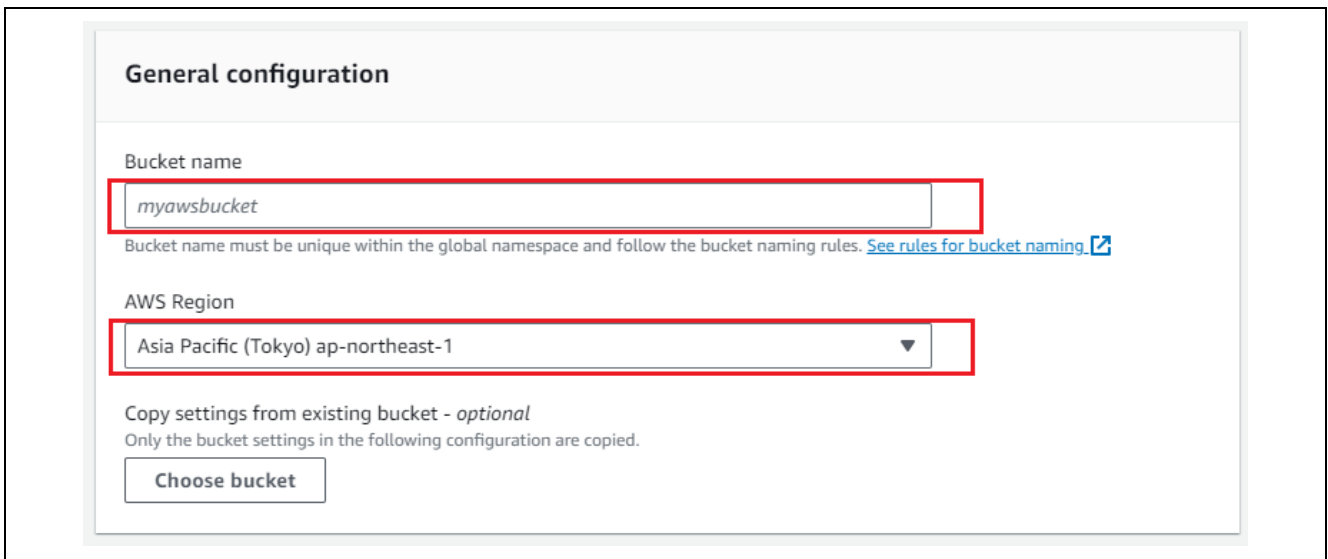 General configuration
Bucket name
myawsbucket
Bucket name must be unique within the global namespace and follow the bucket naming rules. See rules for bucket naming
AWS Region
Asia Pacific (Tokyo) ap-northeast-1
Copy settings from existing bucket - optional
Only the bucket settings in the following configuration are copied.
Choose bucket